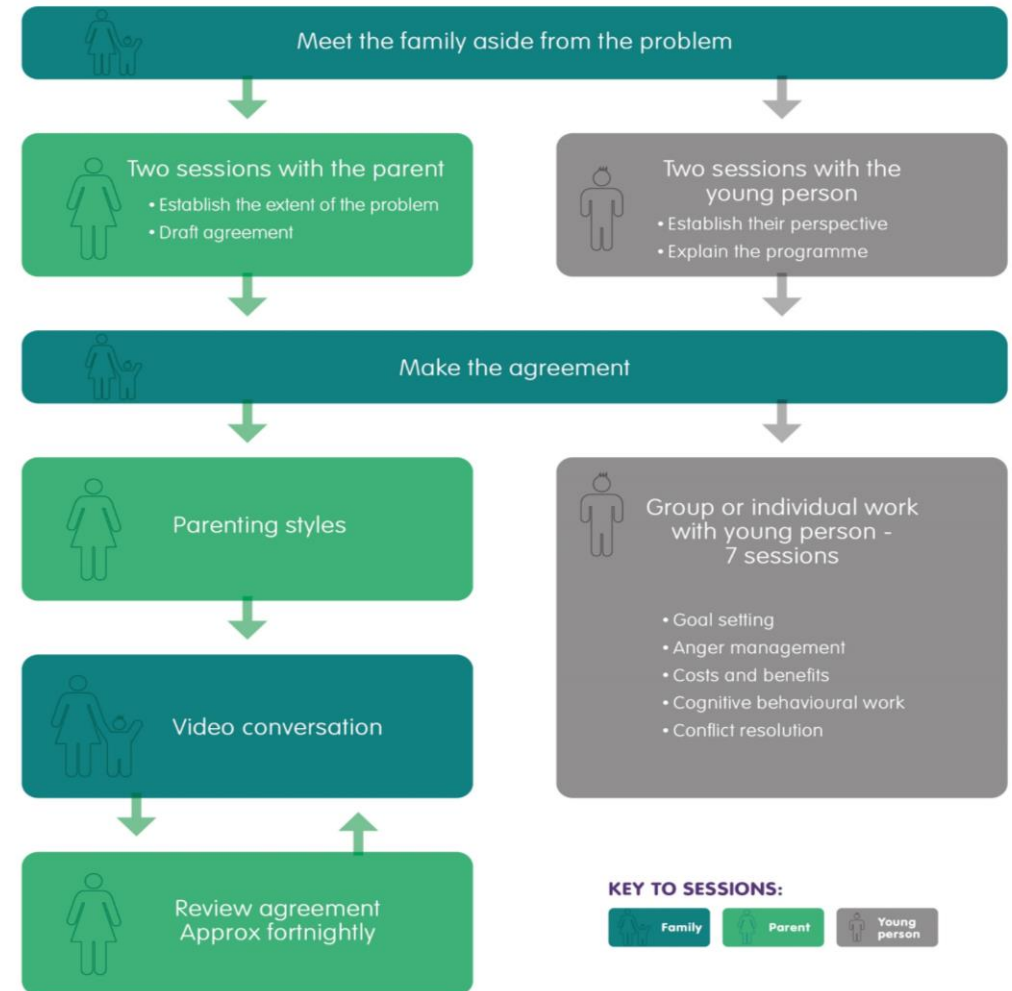 Meet the family aside from the problem
Two sessions with the parent
• Establish the extent of the problem
• Draft agreement
Two sessions with the
young person
• Establish their perspective
• Explain the programme
Make the agreement
Parenting styles
Group or individual work
with young person -
7 sessions
• Goal setting
• Anger management
• Costs and benefits
• Cognitive behavioural work
• Conflict resolution
Video conversation
Review agreement
Approx fortnightly
KEY TO SESSIONS:
Family
Parent
Young
person